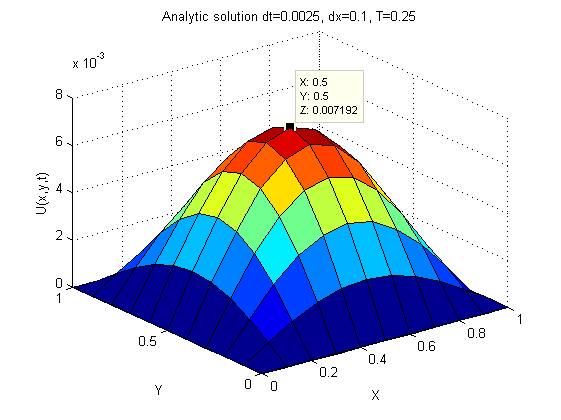 Analytic solution dt=0.0025, dx=0.1, T=0.25
x 10^-3
X: 0.5
Y: 0.5
Z: 0.007192
8
6
4
2
0
U(x,y,t)
1
0.5
0
Y
0
0.2
0.4
0.6
0.8
1
X